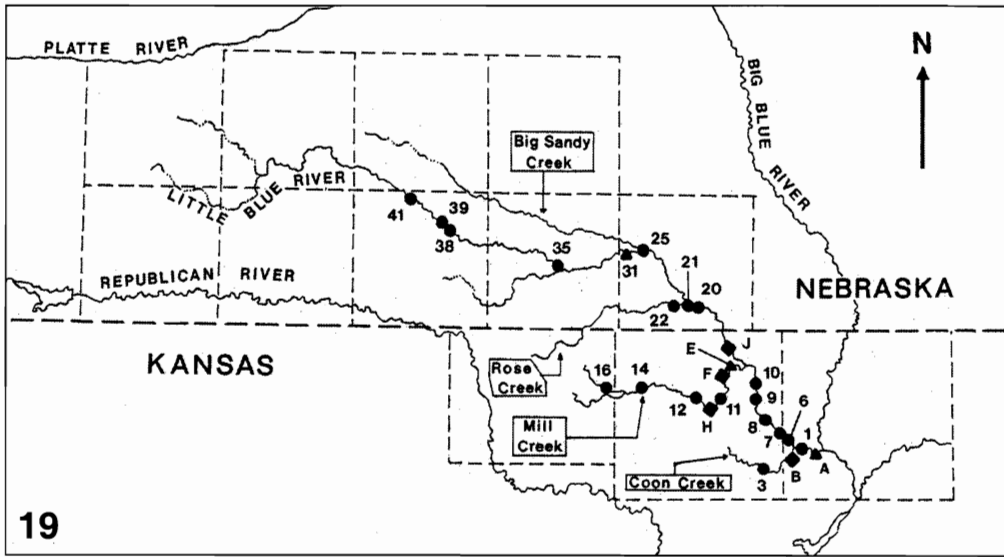 PLATTE RIVER
N
BIG BLUE RIVER
Big Sandy
Creek
LITTLE BLUE RIVER
41
39
38
35
31
25
21
20
22
REPUBLICAN RIVER
NEBRASKA
KANSAS
Rose
Creek
J
E
F
16
14
12
H
11
10
9
8
7
6
1
A
B
3
Mill
Creek
Coon Creek
19